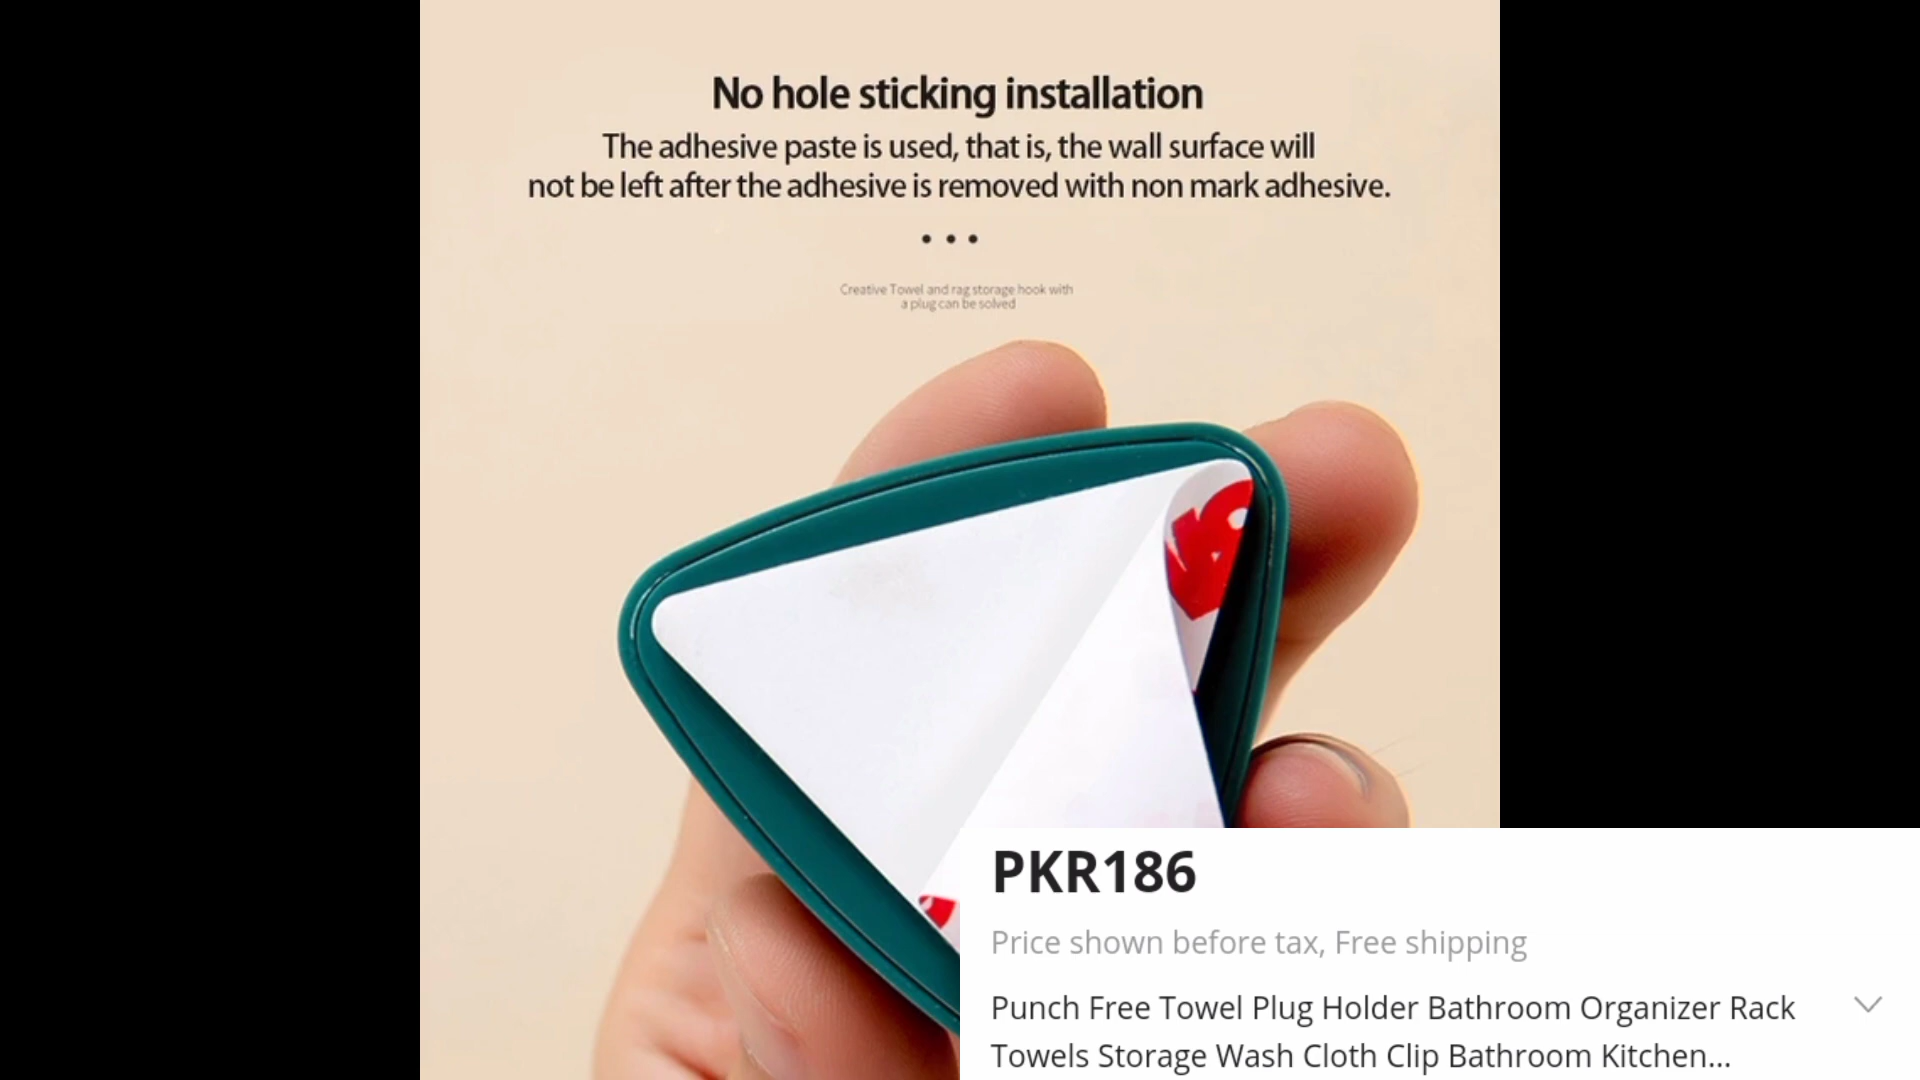 No hole sticking installation
The adhesive paste is used, that is, the wall surface will
not be left after the adhesive is removed with non mark adhesive.
Creative Towel and rag storage hook with
a plug can be solved
PKR186
Price shown before tax, Free shipping
Punch Free Towel Plug Holder Bathroom Organizer Rack
Towels Storage Wash Cloth Clip Bathroom Kitchen...